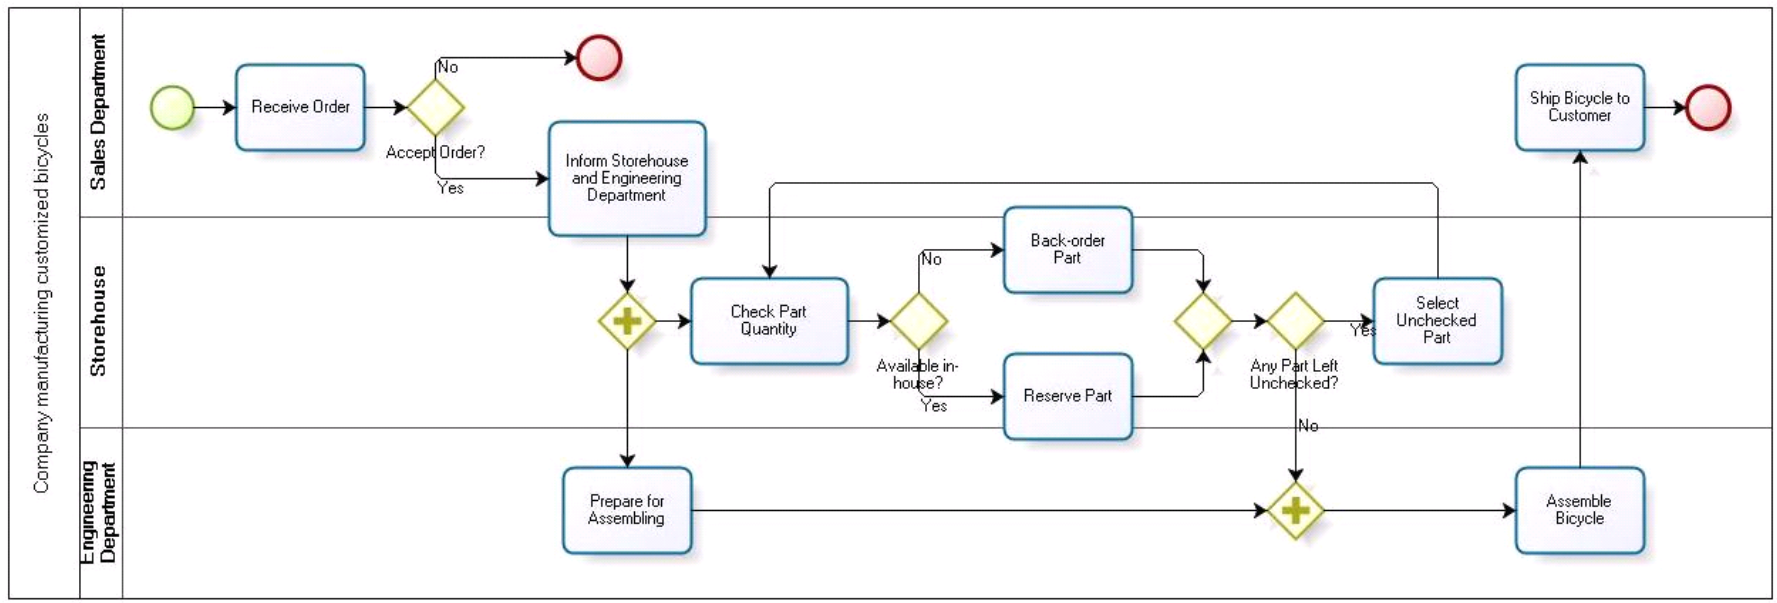 Company manufacturing customized bicycles
Sales Department
Receive Order
No
Accept Order?
Yes
Inform Storehouse
and Engineering
Department
Ship Bicycle to
Customer
Storehouse
Check Part
Quantity
No
Available in-
house?
Yes
Back-order
Part
Reserve Part
Any Part Left
Unchecked?
Yes
No
Select
Unchecked
Part
Engineering
Department
Prepare for
Assembling
Assemble
Bicycle